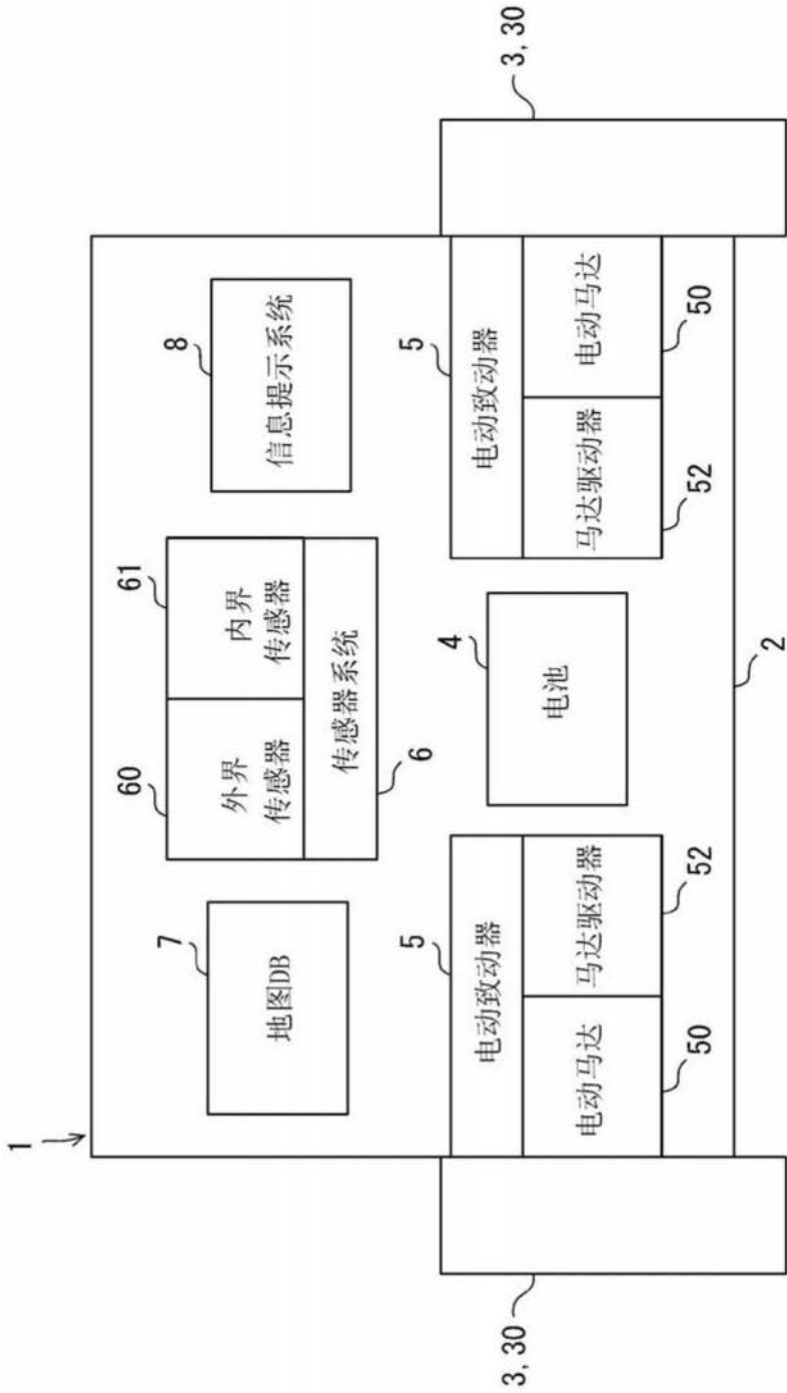 1
7
地图DB
60
61
外界
传感器
内界
传感器
传感器系统
6
8
信息提示系统
5
电动致动器
电动马达
马达驱动器
50
52
4
电池
5
电动致动器
马达驱动器
电动马达
52
50
3, 30
3, 30
2